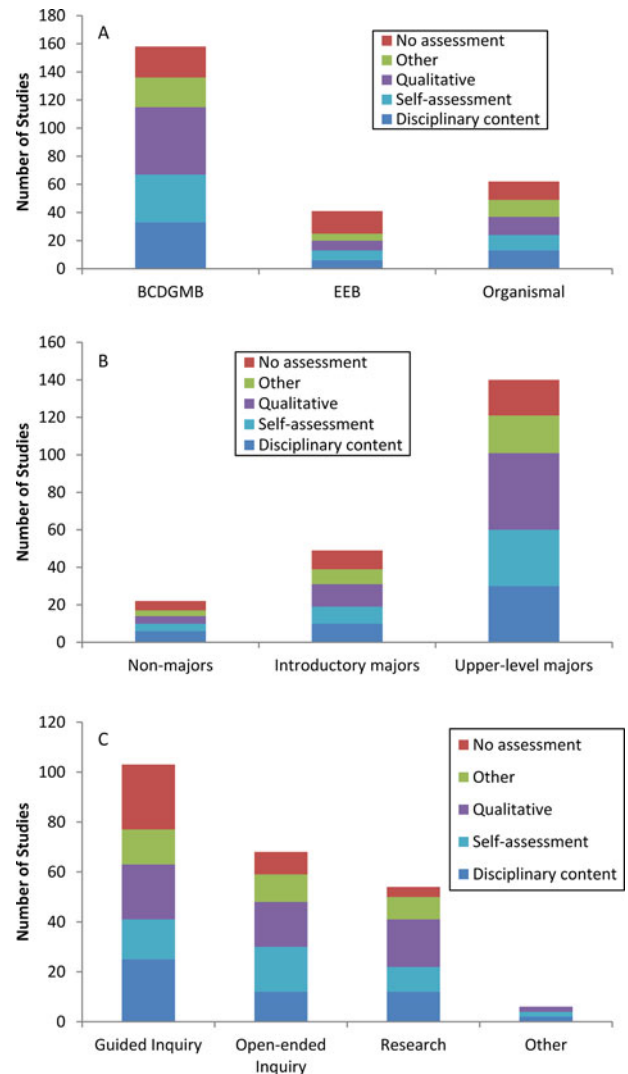 A
Number of Studies
180
160
140
120
100
80
60
40
20
0
No assessment
Other
Qualitative
Self-assessment
Disciplinary content
BCDGMB EEB Organismal
B
Number of Studies
160
140
120
100
80
60
40
20
0
No assessment
Other
Qualitative
Self-assessment
Disciplinary content
Non-majors Introductory majors Upper-level majors
C
Number of Studies
120
100
80
60
40
20
0
No assessment
Other
Qualitative
Self-assessment
Disciplinary content
Guided Inquiry Open-ended Research Other
Inquiry